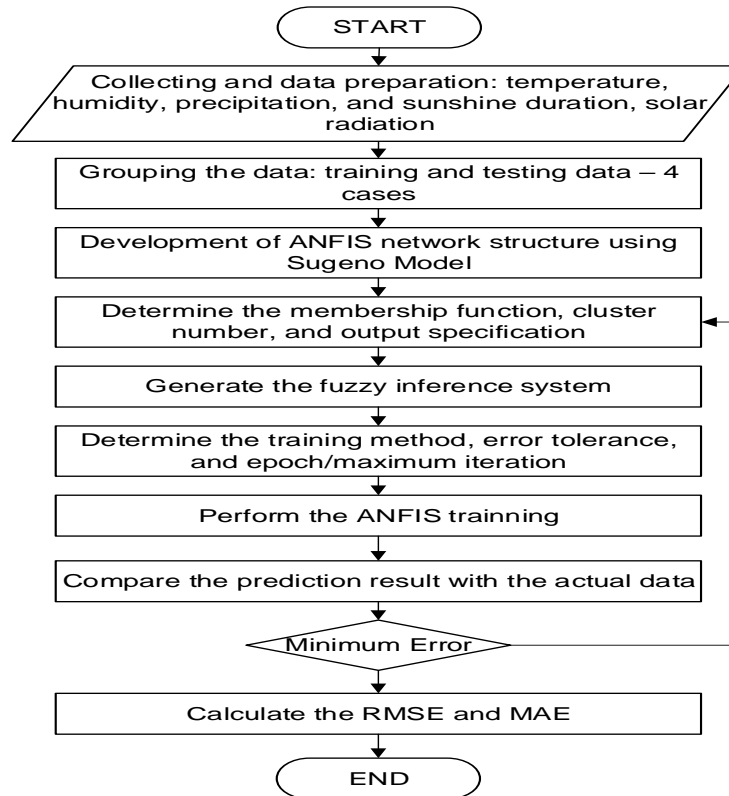 START
Collecting and data preparation: temperature,
humidity, precipitation, and sunshine duration, solar
radiation
Grouping the data: training and testing data – 4
cases
Development of ANFIS network structure using
Sugeno Model
Determine the membership function, cluster
number, and output specification
Generate the fuzzy inference system
Determine the training method, error tolerance,
and epoch/maximum iteration
Perform the ANFIS trainning
Compare the prediction result with the actual data
Minimum Error
Calculate the RMSE and MAE
END